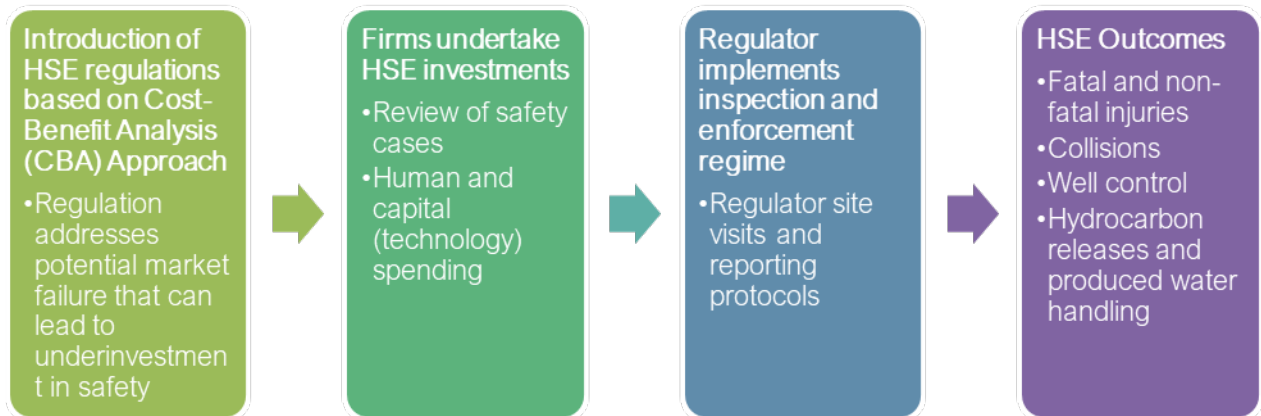 Introduction of
HSE regulations
based on Cost-
Benefit Analysis
(CBA) Approach
•Regulation
addresses
potential market
failure that can
lead to
underinvestmen
t in safety
Firms undertake
HSE investments
•Review of safety
cases
•Human and
capital
(technology)
spending
Regulator
implements
inspection and
enforcement
regime
•Regulator site
visits and
reporting
protocols
HSE Outcomes
•Fatal and non-
fatal injuries
•Collisions
•Well control
•Hydrocarbon
releases and
produced water
handling